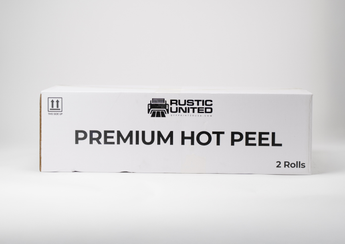 RUSTIC
UNITED
PREMIUM HOT PEEL
2 Rolls